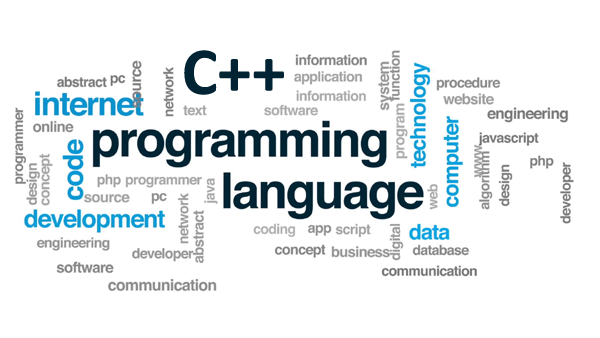 C++
information
application
information
abstract
pc
source
network
system
function
technology
procedure
website
internet
text
software
engineering
programmer
online
programming
program
computer
javascript
design
concept
code
www
algorithm
design
php
developer
php programmer
java
language
web
source
pc
development
network
abstract
coding
app
script
digital
data
engineering
developer
concept
business
database
software
communication
communication